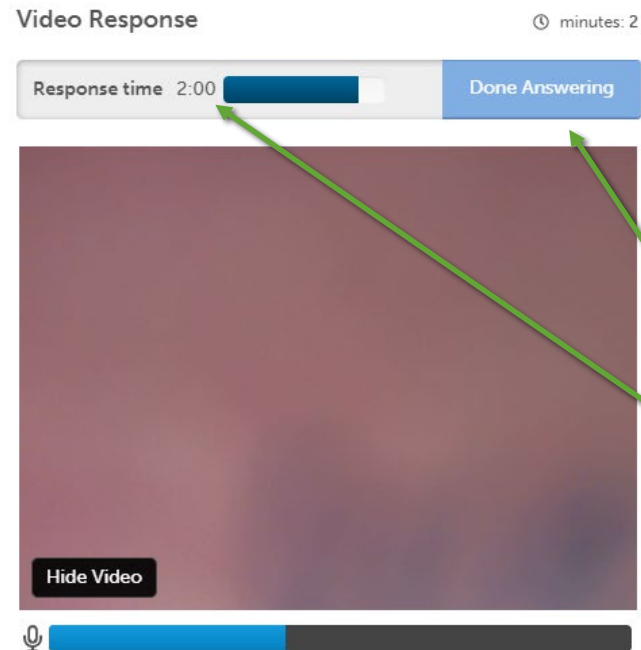 Video Response
minutes: 2
Response time 2:00
Done Answering
Hide Video